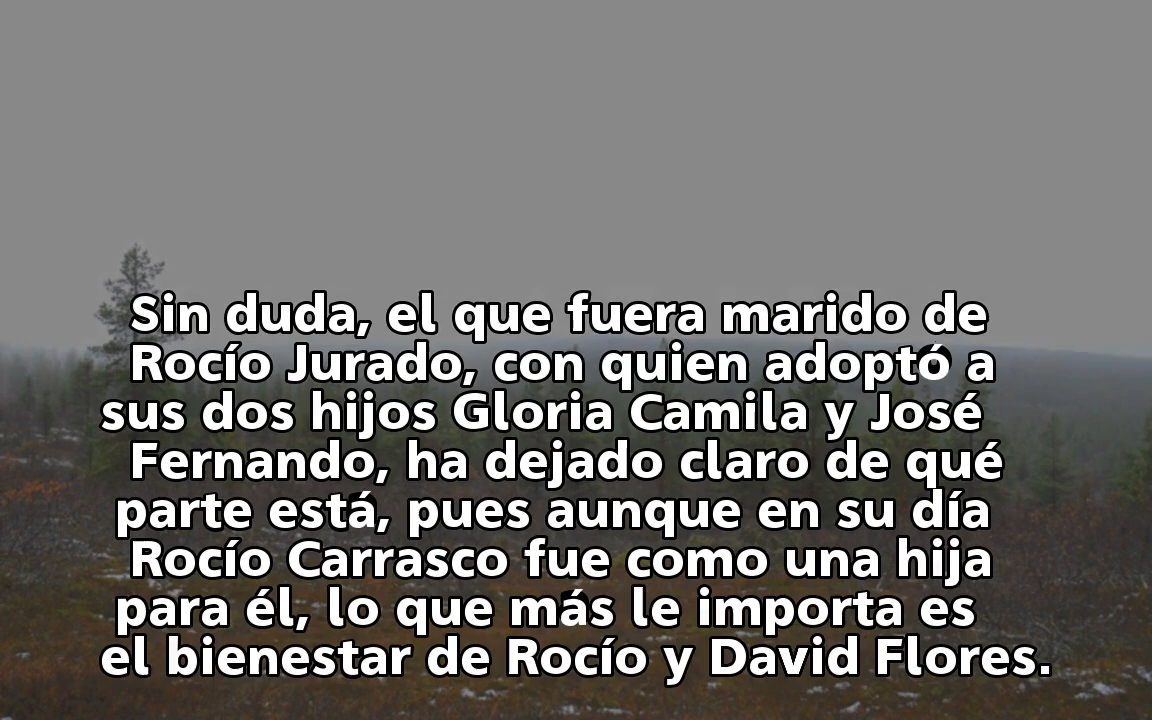 Sin duda, el que fuera marido de
Rocío Jurado, con quien adoptó a
sus dos hijos Gloria Camila y José
Fernando, ha dejado claro de qué
parte está, pues aunque en su día
Rocío Carrasco fue como una hija
para él, lo que más le importa es
el bienestar de Rocío y David Flores.